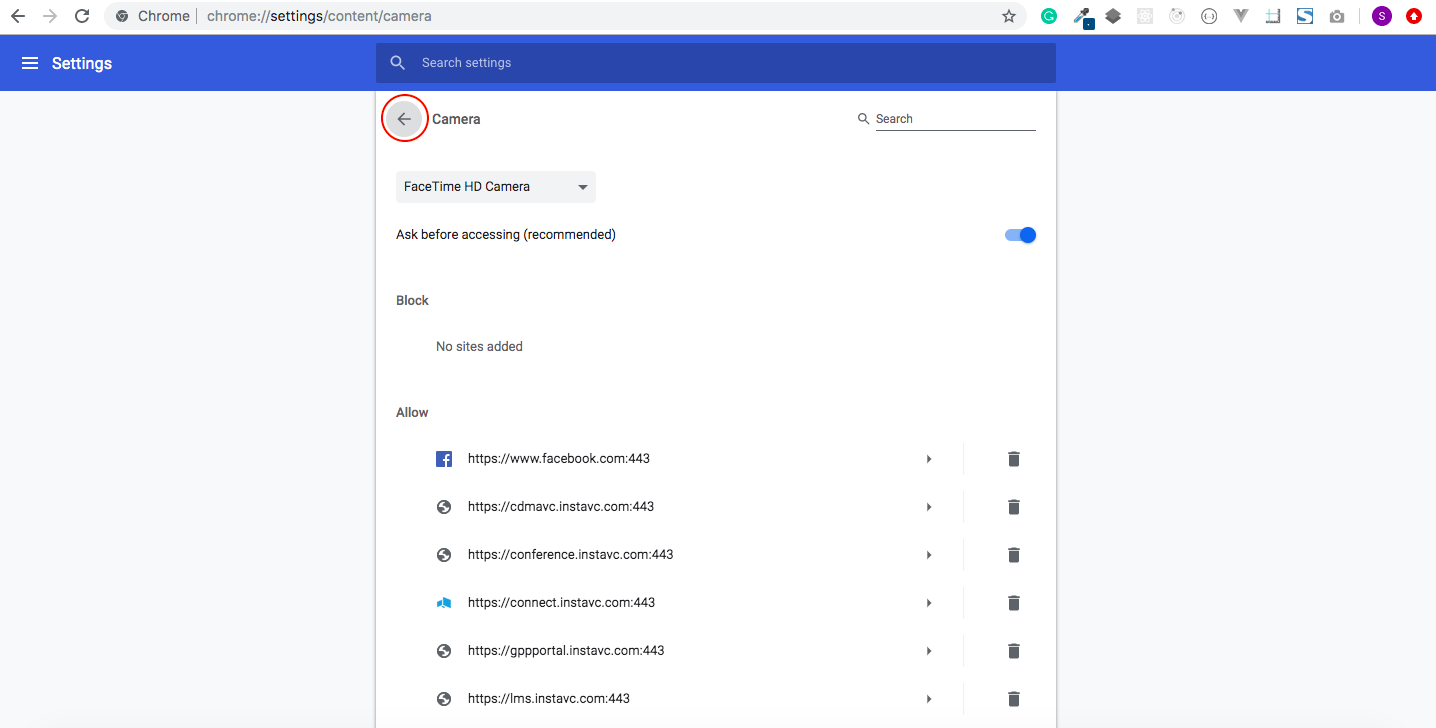 Chrome chrome://settings/content/camera
S
Settings
Search settings
Camera
Search
FaceTime HD Camera
Ask before accessing (recommended)
Block
No sites added
Allow
https://www.facebook.com:443
https://cdmavc.instavc.com:443
https://conference.instavc.com:443
https://connect.instavc.com:443
https://gppportal.instavc.com:443
https://lms.instavc.com:443